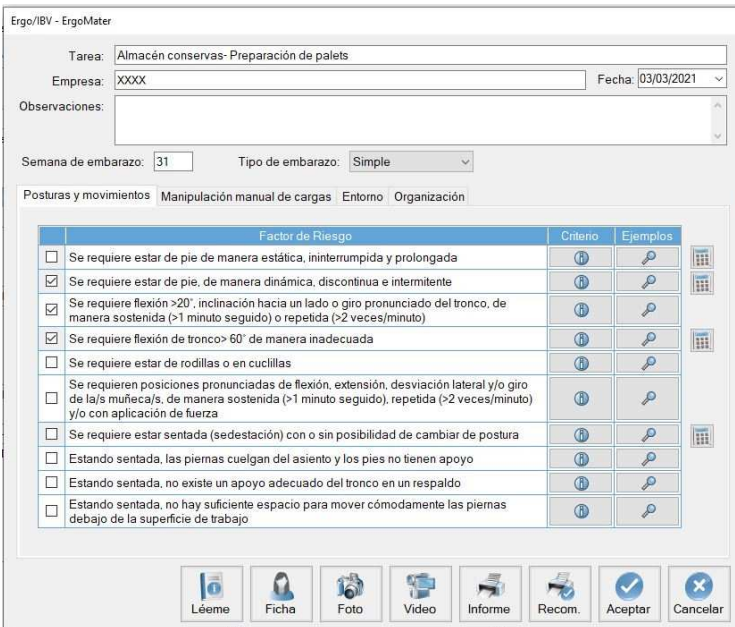 Ergo/IBV - ErgoMater
Tarea: Almacén conservas- Preparación de palets
Empresa: XXXX Fecha: 03/03/2021
Observaciones:
Semana de embarazo: 31 Tipo de embarazo: Simple
Posturas y movimientos Manipulación manual de cargas Entorno Organización
Factor de Riesgo Criterio Ejemplos
Se requiere estar de pie de manera estática, ininterrumpida y prolongada
Se requiere estar de pie, de manera dinámica, discontinua e intermitente
Se requiere flexión >20°, inclinación hacia un lado o giro pronunciado del tronco, de
manera sostenida (>1 minuto seguido) o repetida (>2 veces/minuto)
Se requiere flexión de tronco> 60° de manera inadecuada
Se requiere estar de rodillas o en cuclillas
Se requieren posiciones pronunciadas de flexión, extensión, desviación lateral y/o giro
de la/s muñeca/s, de manera sostenida (>1 minuto seguido), repetida (>2 veces/minuto)
y/o con aplicación de fuerza
Se requiere estar sentada (sedestación) con o sin posibilidad de cambiar de postura
Estando sentada, las piernas cuelgan del asiento y los pies no tienen apoyo
Estando sentada, no existe un apoyo adecuado del tronco en un respaldo
Estando sentada, no hay suficiente espacio para mover cómodamente las piernas
debajo de la superficie de trabajo
Léeme Ficha Foto Video Informe Recom. Aceptar Cancelar